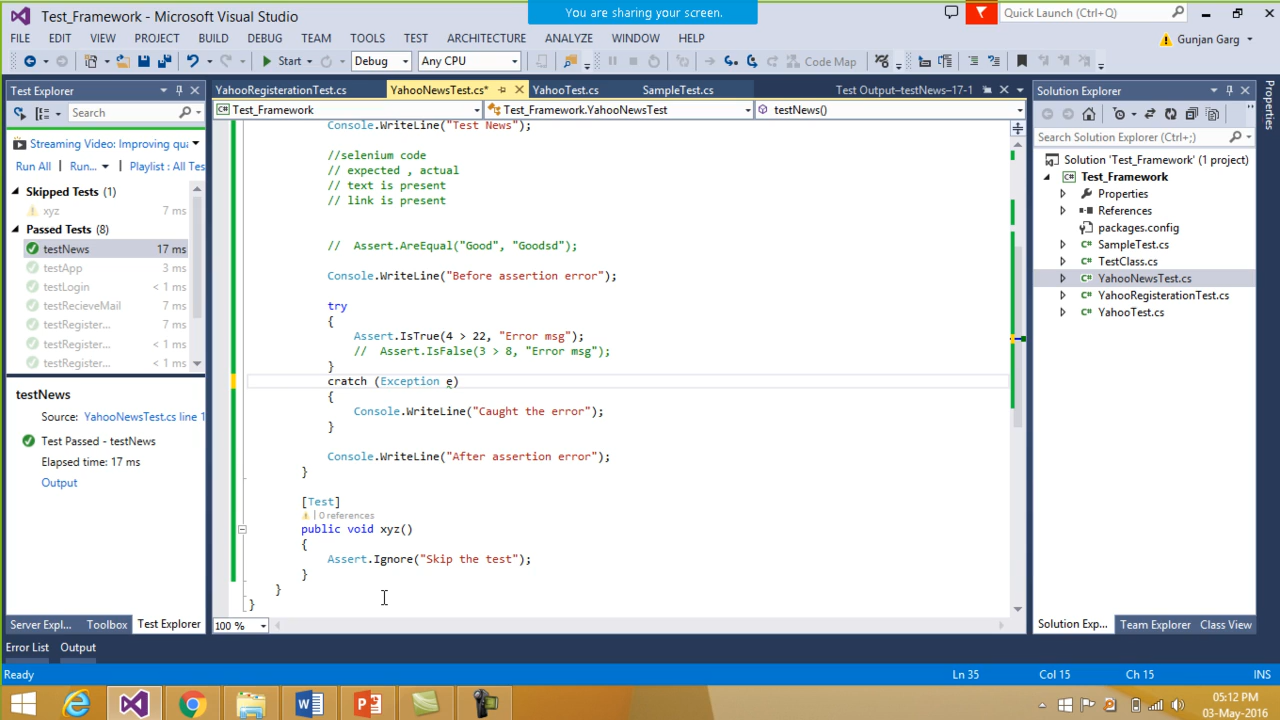 Test_Framework - Microsoft Visual Studio
You are sharing your screen.
Quick Launch (Ctrl+Q)
FILE EDIT VIEW PROJECT BUILD DEBUG TEAM TOOLS TEST ARCHITECTURE ANALYZE WINDOW HELP
Gunjan Garg
Start Debug Any CPU Code Map
Test Explorer
Search
Streaming Video: Improving qua
Run All Run... Playlist : All Tes
Skipped Tests (1)
xyz 7 ms
Passed Tests (8)
testNews 17 ms
testApp 3 ms
testLogin < 1 ms
testRecieveMail 7 ms
testRegister... 7 ms
testRegister... < 1 ms
testRegister... < 1 ms
testNews
Source: YahooNewsTest.cs line 1
Test Passed - testNews
Elapsed time: 17 ms
Output
Server Expl... Toolbox Test Explorer
YahooRegisterationTest.cs YahooNewsTest.cs* YahooTest.cs SampleTest.cs Test Output-testNews-17-1
Test_Framework Test_Framework.YahooNewsTest testNews()
Console.WriteLine("Test News");
//selenium code
// expected , actual
// text is present
// link is present
// Assert.AreEqual("Good", "Goodsd");
Console.WriteLine("Before assertion error");
try
{
Assert.IsTrue(4 > 22, "Error msg");
// Assert.IsFalse(3 > 8, "Error msg");
}
cratch (Exception e)
{
Console.WriteLine("Caught the error");
}
Console.WriteLine("After assertion error");
}
[Test]
0 references
public void xyz()
{
Assert.Ignore("Skip the test");
}
}
}
100 %
Solution Explorer
Search Solution Explorer (Ctrl+;)
Solution 'Test_Framework' (1 project)
Test_Framework
Properties
References
packages.config
SampleTest.cs
TestClass.cs
YahooNewsTest.cs
YahooRegisterationTest.cs
YahooTest.cs
Solution Exp... Team Explorer Class View
Properties
Error List Output
Ready Ln 35 Col 15 Ch 15 INS
05:12 PM
03-May-2016